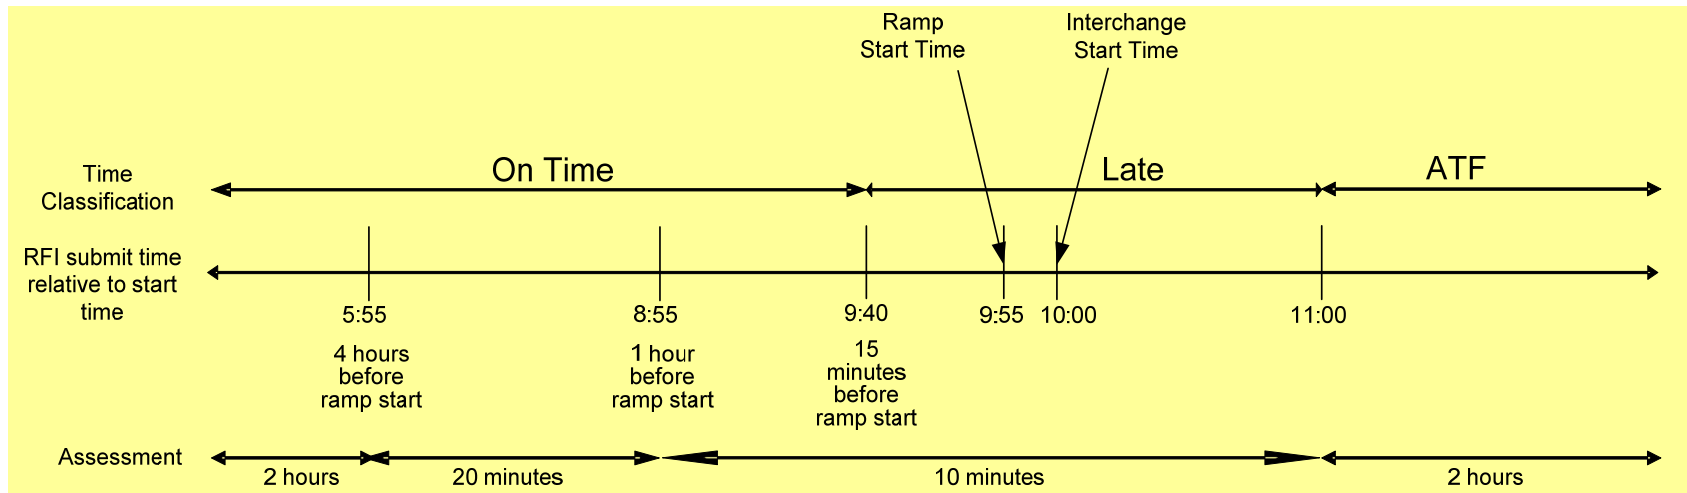 Ramp
Start Time
Interchange
Start Time
Time
Classification
On Time
Late
ATF
RFI submit time
relative to start
time
5:55
8:55
9:40
9:55
10:00
11:00
4 hours
before
ramp start
1 hour
before
ramp start
15
minutes
before
ramp start
Assessment
2 hours
20 minutes
10 minutes
2 hours